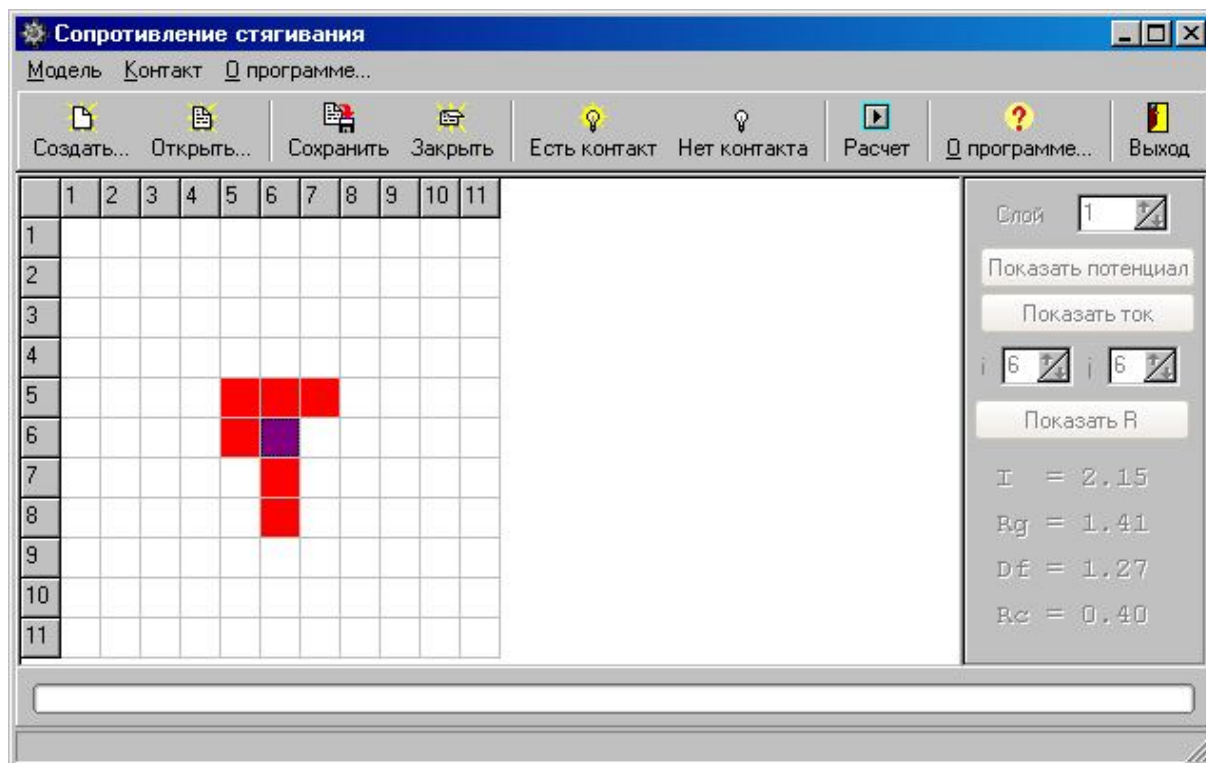 Сопротивление стягивания
Модель Контакт О программе...
Создать... Открыть... Сохранить Закрыть Есть контакт Нет контакта Расчет О программе... Выход
1 2 3 4 5 6 7 8 9 10 11
1
2
3
4
5
6
7
8
9
10
11
Слой 1
Показать потенциал
Показать ток
i 6 j 6
Показать R
I = 2.15
Rg = 1.41
Df = 1.27
Rc = 0.40